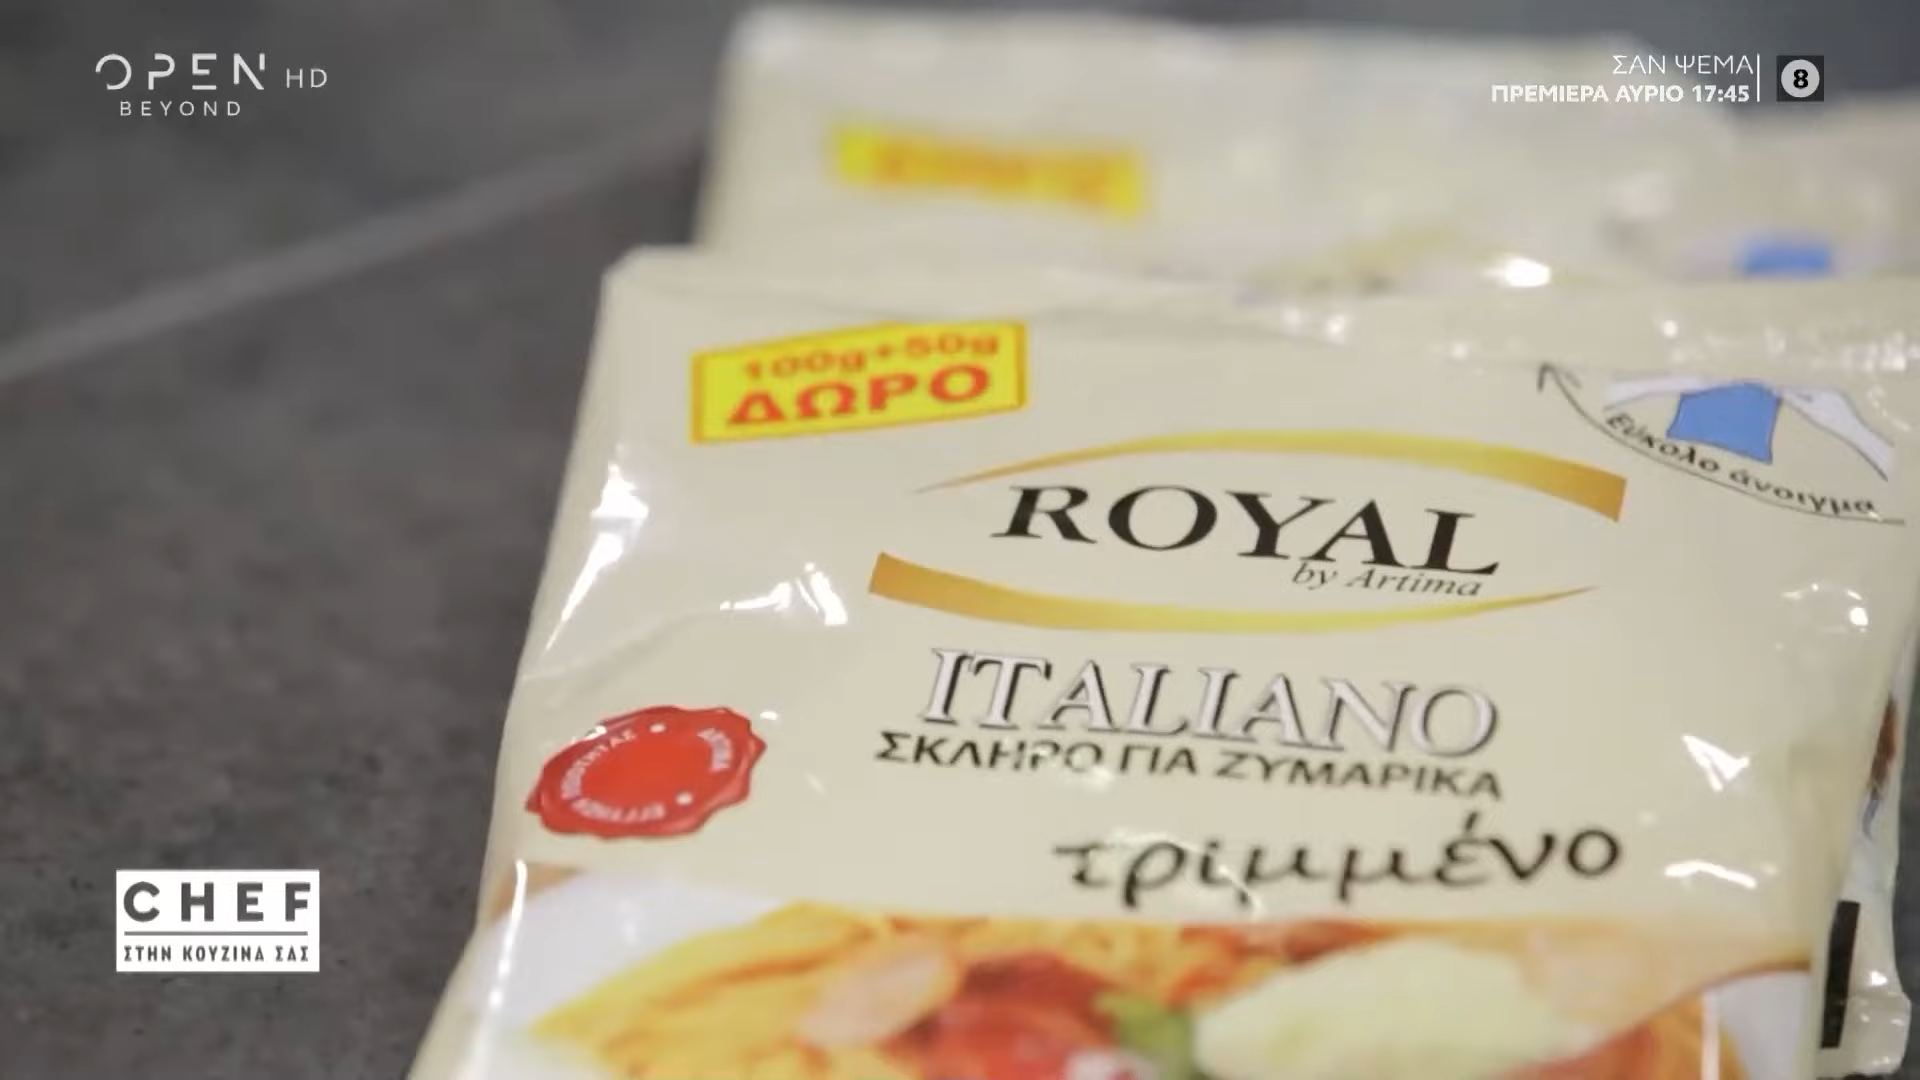 OPEN HD
BEYOND
ΣΑΝ ΨΕΜΑ
ΠΡΕΜΙΕΡΑ ΑΥΡΙΟ 17:45
8
100g+50g
ΔΩΡΟ
εύκολο άνοιγμα
ROYAL
by Artima
ITALIANO
ΣΚΛΗΡΟ ΓΙΑ ΖΥΜΑΡΙΚΑ
τριμμένο
CHEF
ΣΤΗΝ ΚΟΥΖΙΝΑ ΣΑΣ